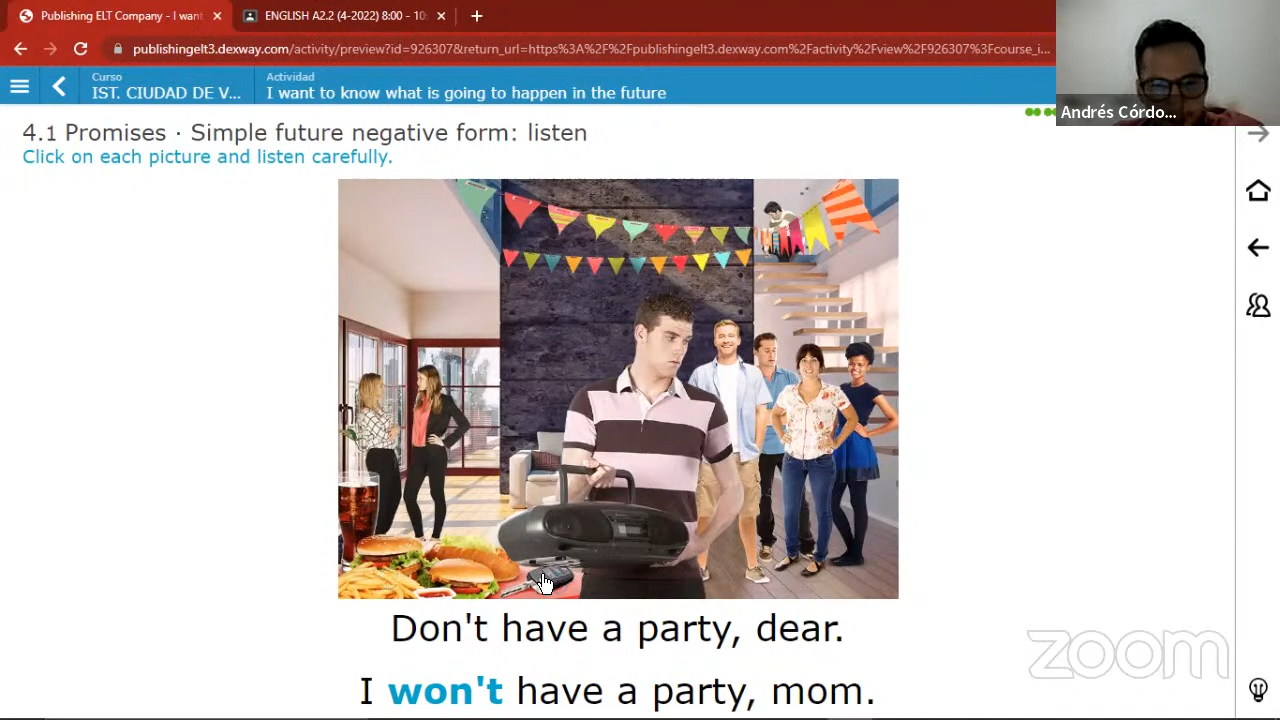 Publishing ELT Company - I want
ENGLISH A2.2 (4-2022) 8:00 - 10:
publishingelt3.dexway.com/activity/preview?id=926307&return_url=https%3A%2F%2Fpublishingelt3.dexway.com%2Factivity%2Fview%2F926307%3Fcourse_i...
Curso
IST. CIUDAD DE V...
Actividad
I want to know what is going to happen in the future
Andrés Córdo...
4.1 Promises · Simple future negative form: listen
Click on each picture and listen carefully.
Don't have a party, dear.
I won't have a party, mom.
zoom